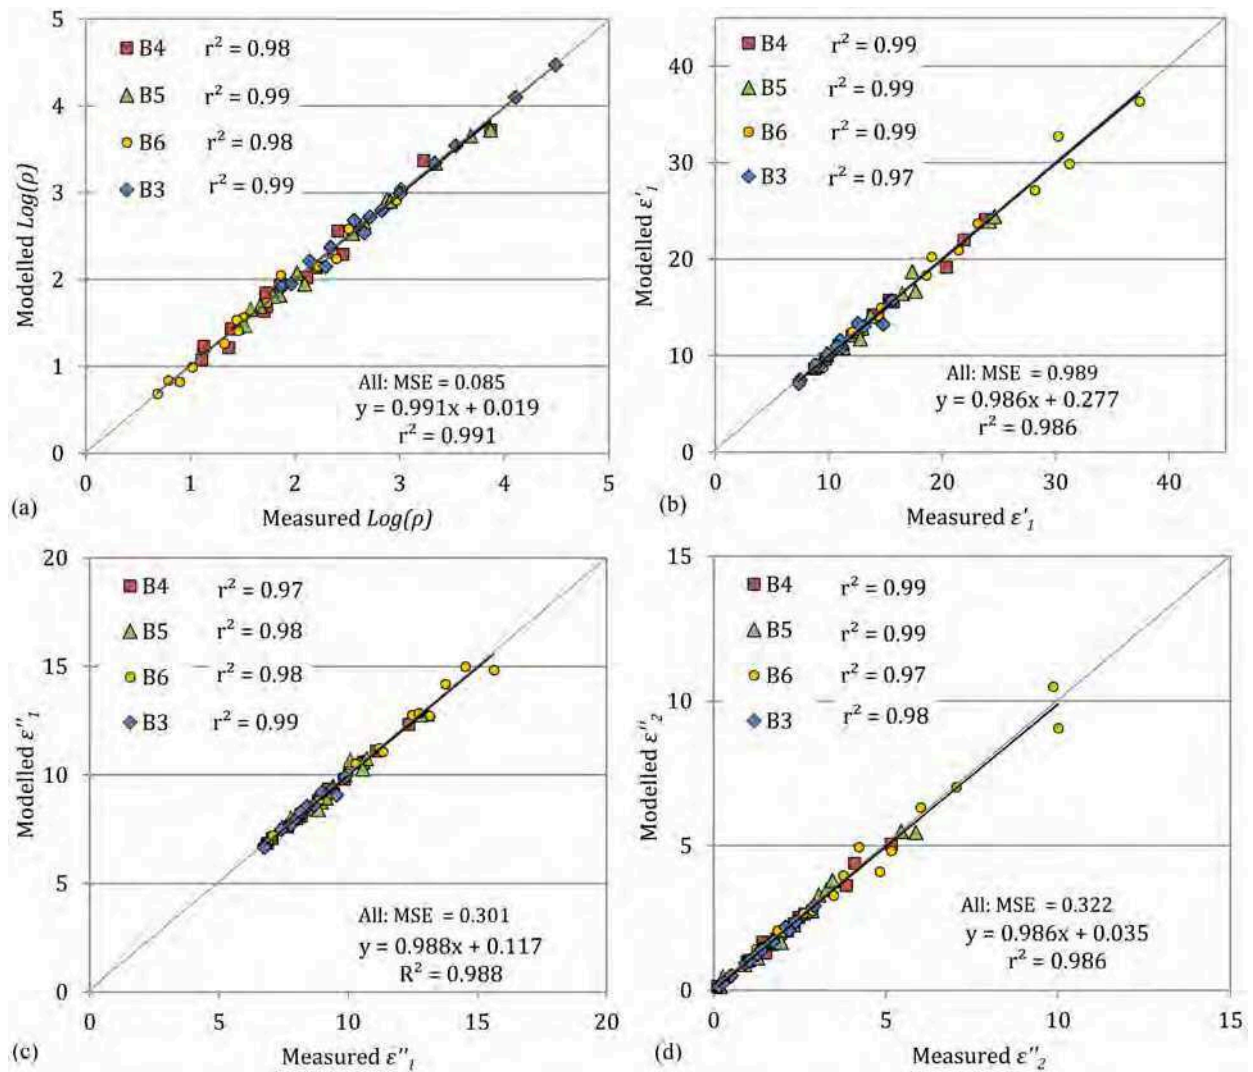 5
4
3
2
1
0
B4 r² = 0.98
B5 r² = 0.99
B6 r² = 0.98
B3 r² = 0.99
All: MSE = 0.085
y = 0.991x + 0.019
r² = 0.991
0 1 2 3 4 5
Modelled Log(ρ)
(a)
Measured Log(ρ)
40
30
20
10
0
B4 r² = 0.99
B5 r² = 0.99
B6 r² = 0.99
B3 r² = 0.97
All: MSE = 0.989
y = 0.986x + 0.277
r² = 0.986
0 10 20 30 40
Modelled ε'₁
(b)
Measured ε'₁
20
15
10
5
0
B4 r² = 0.97
B5 r² = 0.98
B6 r² = 0.98
B3 r² = 0.99
All: MSE = 0.301
y = 0.988x + 0.117
R² = 0.988
0 5 10 15 20
Modelled ε"₁
(c)
Measured ε"₁
15
10
5
0
B4 r² = 0.99
B5 r² = 0.99
B6 r² = 0.97
B3 r² = 0.98
All: MSE = 0.322
y = 0.986x + 0.035
r² = 0.986
0 5 10 15
Modelled ε"₂
(d)
Measured ε"₂